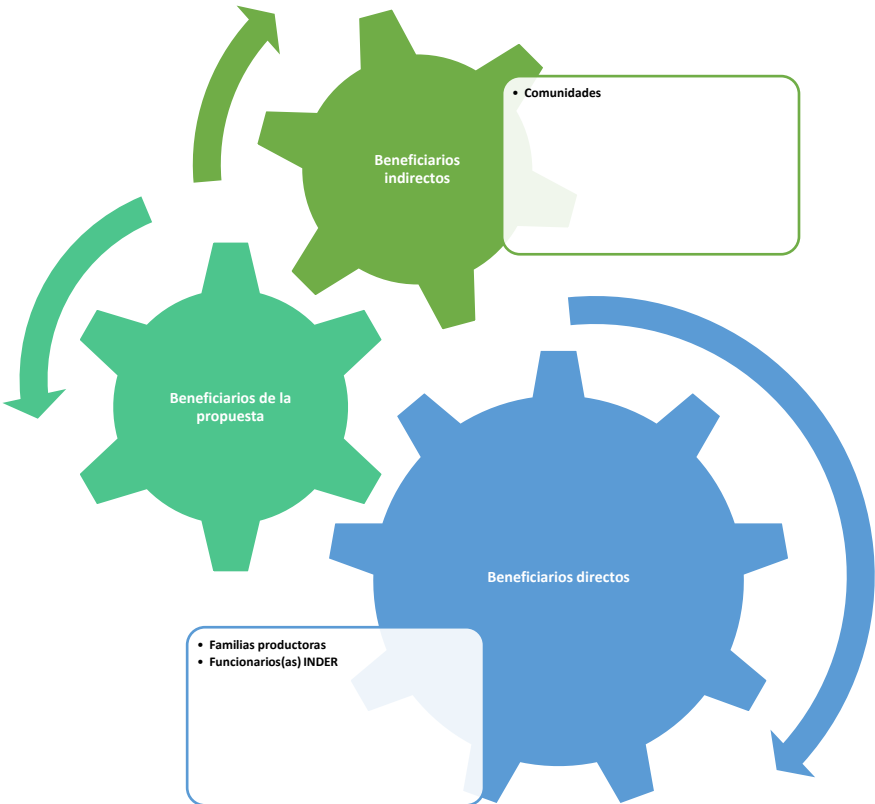 Beneficiarios
indirectos
• Comunidades
Beneficiarios de la
propuesta
Beneficiarios directos
• Familias productoras
• Funcionarios(as) INDER